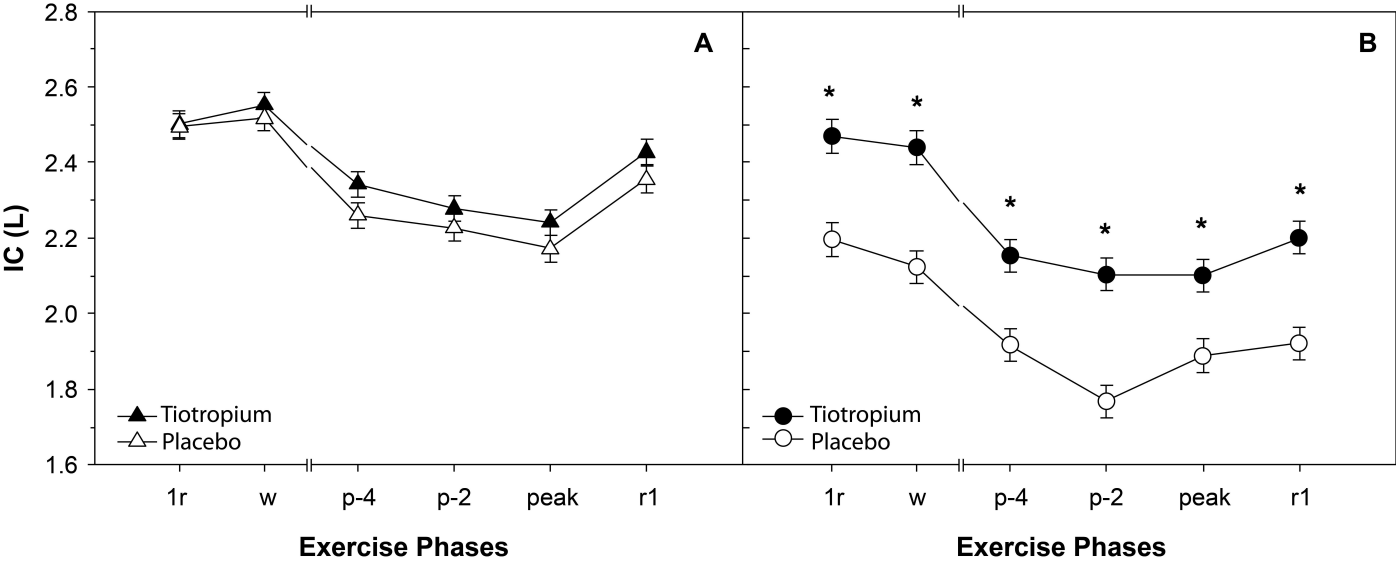 2.8
2.6
2.4
2.2
2.0
1.8
1.6
IC (L)
A
Tiotropium
Placebo
1r w p-4 p-2 peak r1
Exercise Phases
B
* * * * * *
Tiotropium
Placebo
1r w p-4 p-2 peak r1
Exercise Phases